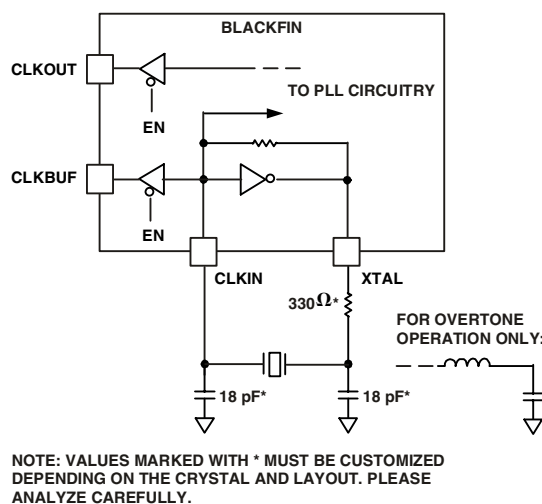 BLACKFIN
CLKOUT
TO PLL CIRCUITRY
EN
CLKBUF
EN
CLKIN
XTAL
330Ω*
FOR OVERTONE
OPERATION ONLY:
18 pF*
18 pF*
NOTE: VALUES MARKED WITH * MUST BE CUSTOMIZED
DEPENDING ON THE CRYSTAL AND LAYOUT. PLEASE
ANALYZE CAREFULLY.